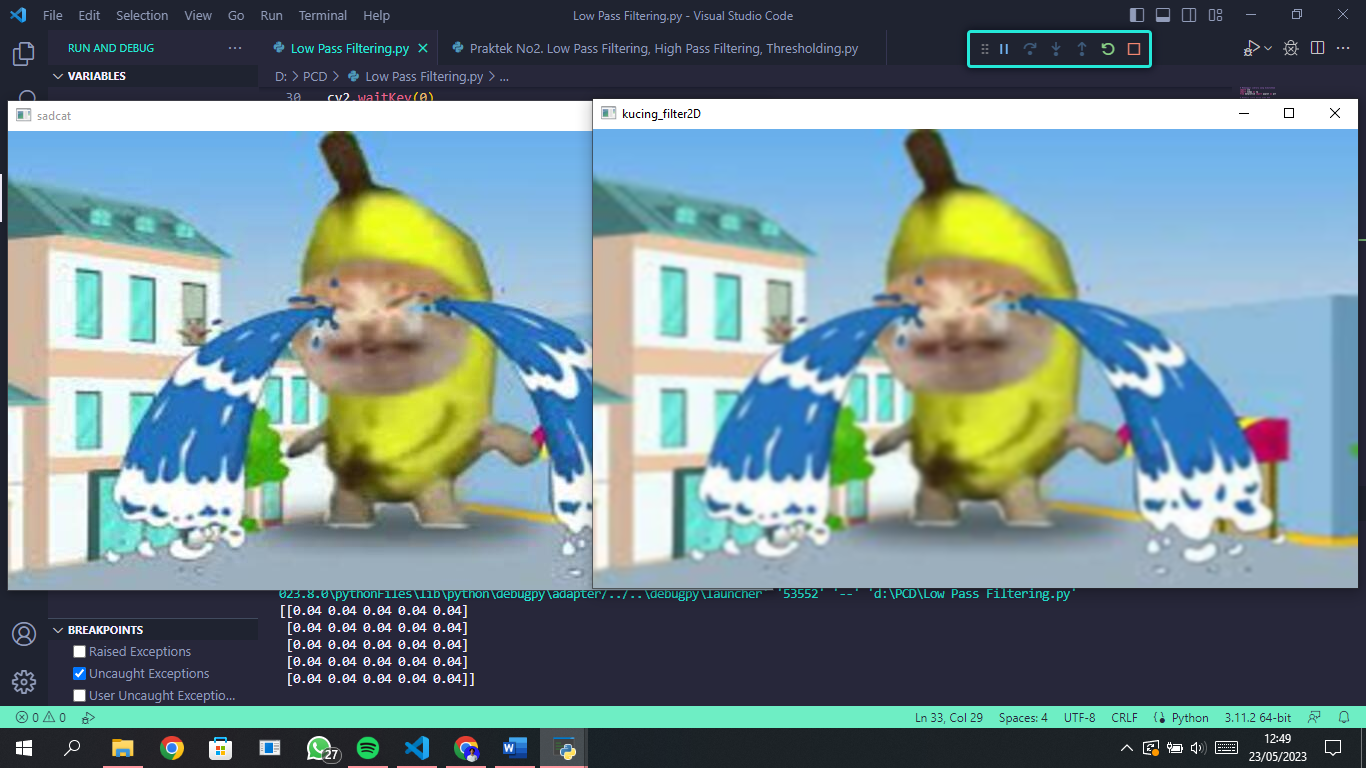 File Edit Selection View Go Run Terminal Help
Low Pass Filtering.py - Visual Studio Code
RUN AND DEBUG ···
Low Pass Filtering.py
Praktek No2. Low Pass Filtering, High Pass Filtering, Thresholding.py
VARIABLES
D: > PCD > Low Pass Filtering.py > ...
30 cv2.waitKey(0)
sadcat
kucing_filter2D
023.8.0\pythonFiles\lib\python\debugpy\adapter/../..\debugpy\launcher' '53552' '--' 'd:\PCD\Low Pass Filtering.py'
[[0.04 0.04 0.04 0.04 0.04]
[0.04 0.04 0.04 0.04 0.04]
[0.04 0.04 0.04 0.04 0.04]
[0.04 0.04 0.04 0.04 0.04]
[0.04 0.04 0.04 0.04 0.04]]
BREAKPOINTS
Raised Exceptions
Uncaught Exceptions
User Uncaught Exceptio...
0 0
Ln 33, Col 29 Spaces: 4 UTF-8 CRLF Python 3.11.2 64-bit
27
12:49
23/05/2023